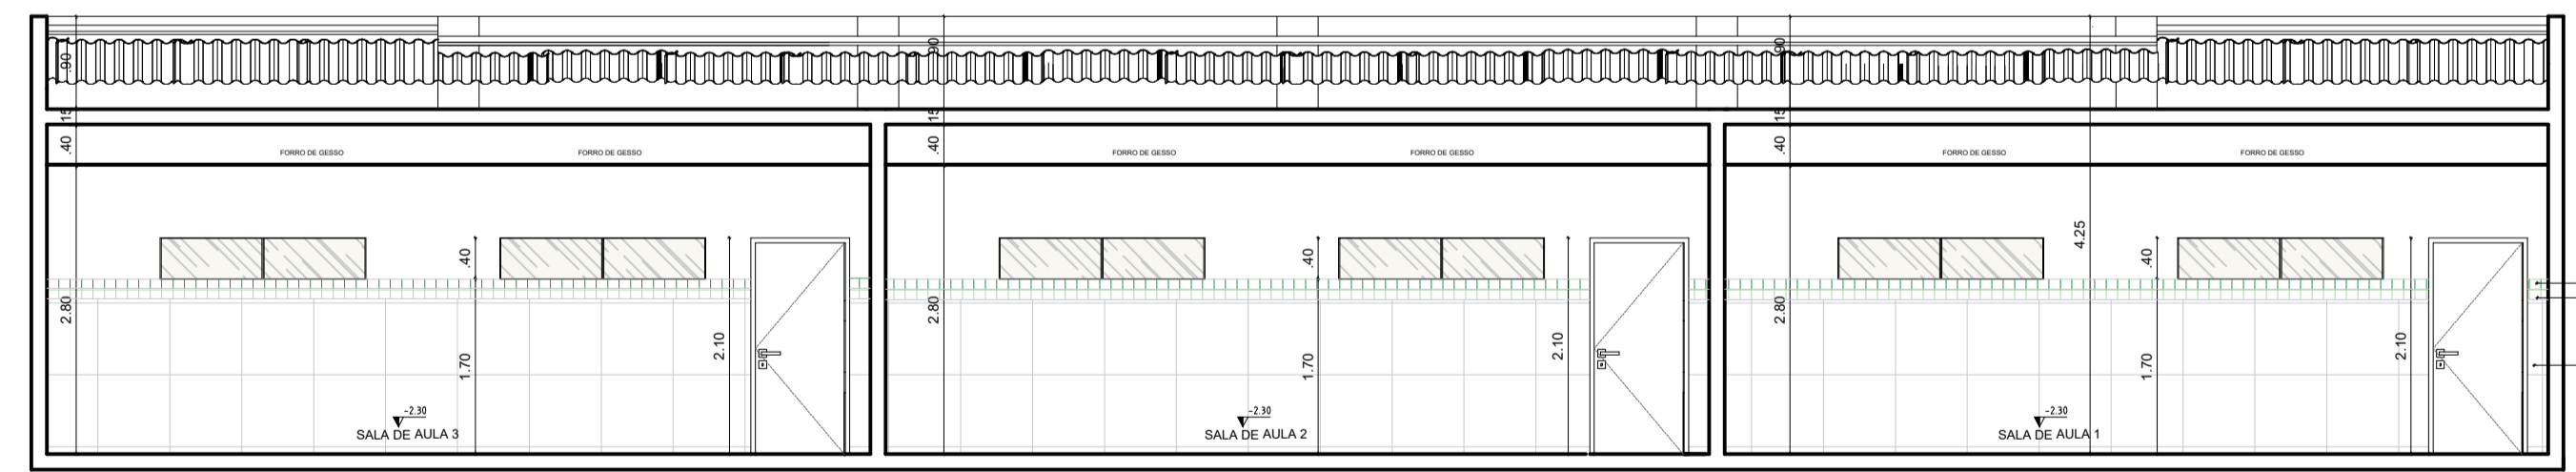 .90
.90
.90
15
15
15
.40
.40
.40
FORRO DE GESSO
FORRO DE GESSO
FORRO DE GESSO
FORRO DE GESSO
FORRO DE GESSO
FORRO DE GESSO
4.25
.40
.40
.40
2.80
2.80
2.80
2.10
2.10
2.10
1.70
1.70
1.70
-2.30
SALA DE AULA 3
-2.30
SALA DE AULA 2
-2.30
SALA DE AULA 1